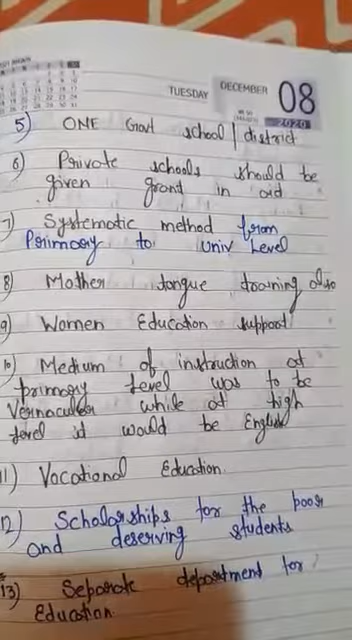 TUESDAY DECEMBER 08
2020
5) ONE Govt school / district
6) Private schools should be
given grant in aid
7) Systematic method from
Primary to Univ Level
8) Mother tongue training also
9) Women Education support
10) Medium of instruction at
primary level was to be
Vernacular while at high
level it would be English
11) Vocational Education.
12) Scholarships for the poor
and deserving students
13) Separate department for
Education.